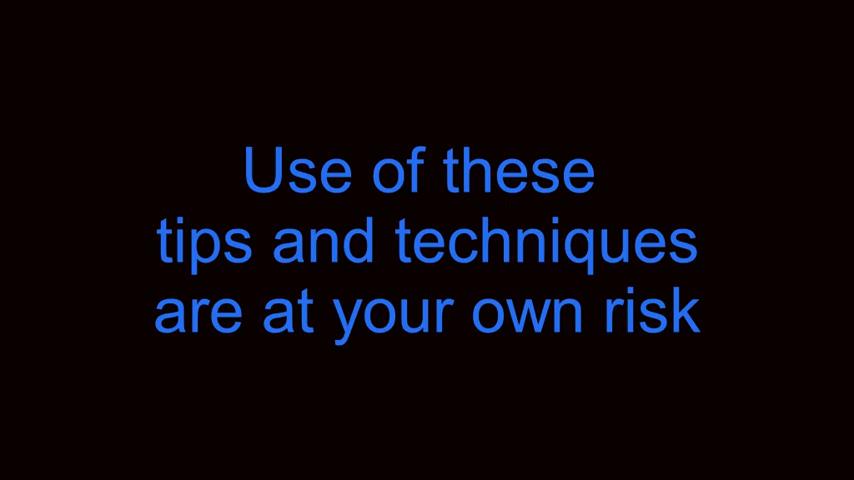 Use of these
tips and techniques
are at your own risk